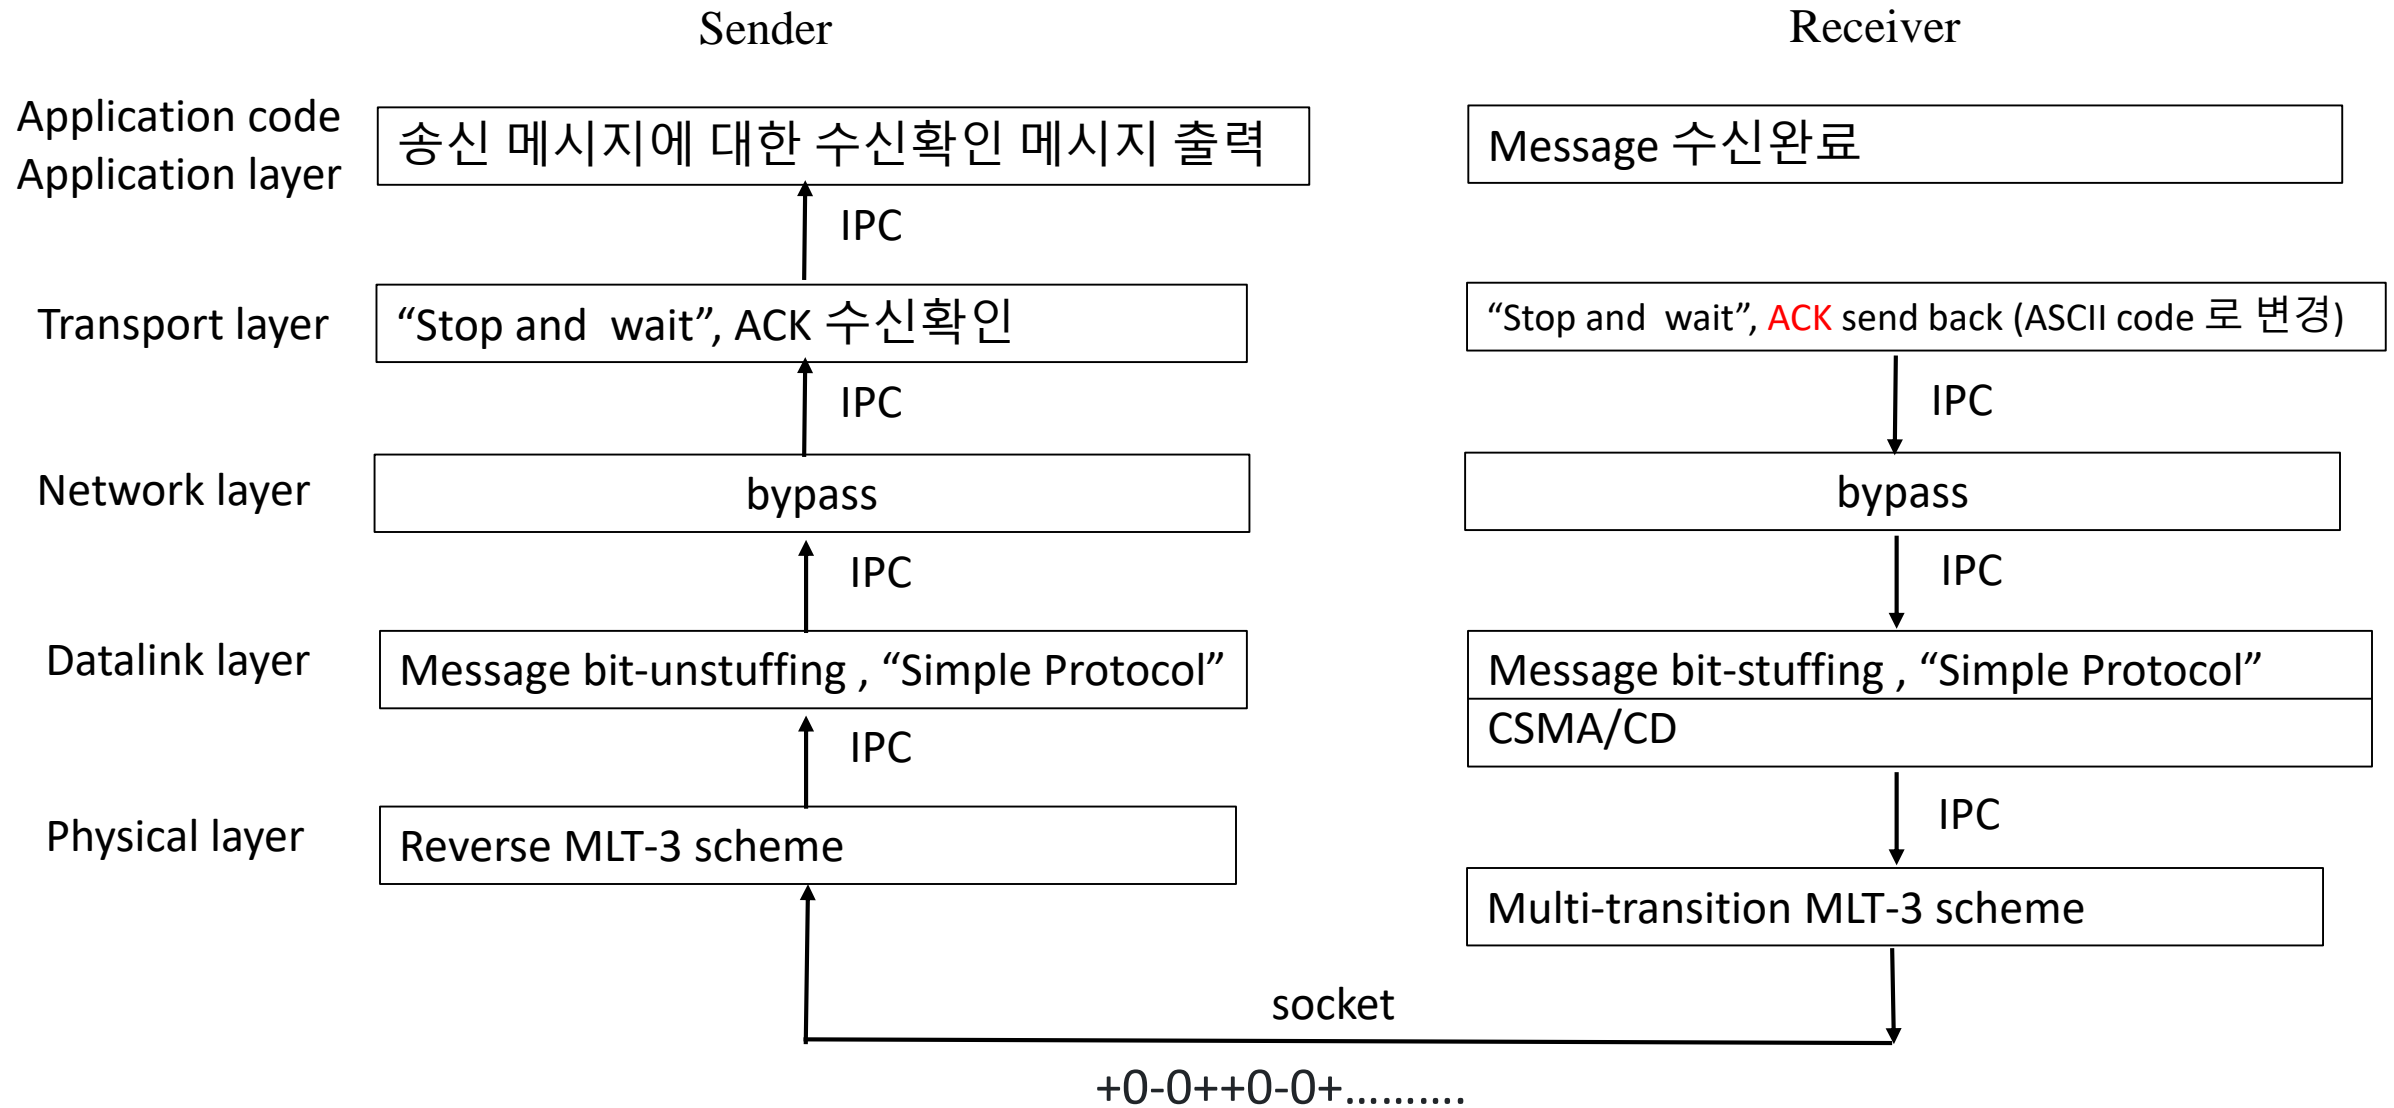 Sender
Receiver
Application code
Application layer
송신 메시지에 대한 수신확인 메시지 출력
Message 수신완료
IPC
Transport layer
“Stop and  wait”, ACK 수신확인
“Stop and  wait”, ACK send back (ASCII code 로 변경)
IPC
IPC
Network layer
bypass
bypass
IPC
IPC
Datalink layer
Message bit-unstuffing , “Simple Protocol”
Message bit-stuffing , “Simple Protocol”
CSMA/CD
IPC
IPC
Physical layer
Reverse MLT-3 scheme
Multi-transition MLT-3 scheme
socket
+0-0++0-0+..........